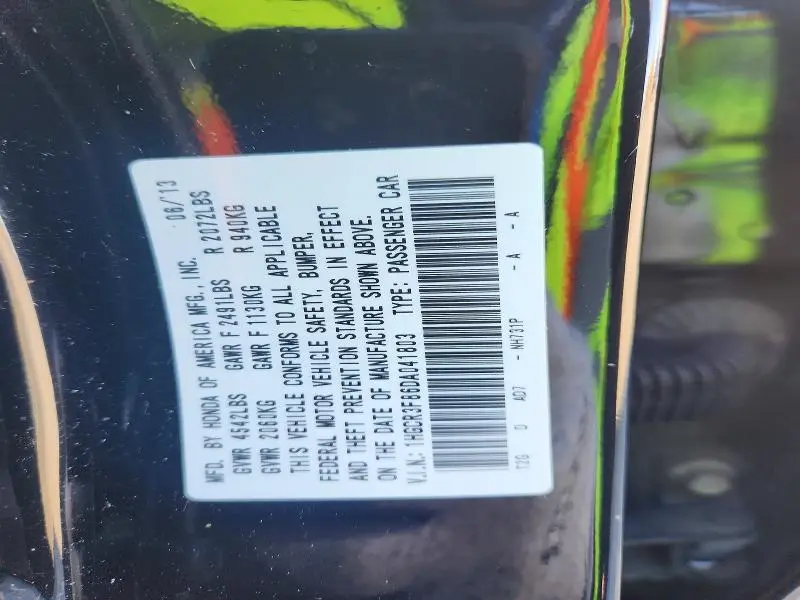 MFD. BY HONDA OF AMERICA MFG., INC. 06/13
GVWR 4542LBS GAWR F 2491LBS R 2072LBS
GVWR 2060KG GAWR F 1130KG R 940KG
THIS VEHICLE CONFORMS TO ALL APPLICABLE
FEDERAL MOTOR VEHICLE SAFETY, BUMPER,
AND THEFT PREVENTION STANDARDS IN EFFECT
ON THE DATE OF MANUFACTURE SHOWN ABOVE.
V.I.N.: 1HGCR3F86DA041803 TYPE: PASSENGER CAR
T2G D AD7 - NH731P - A - A